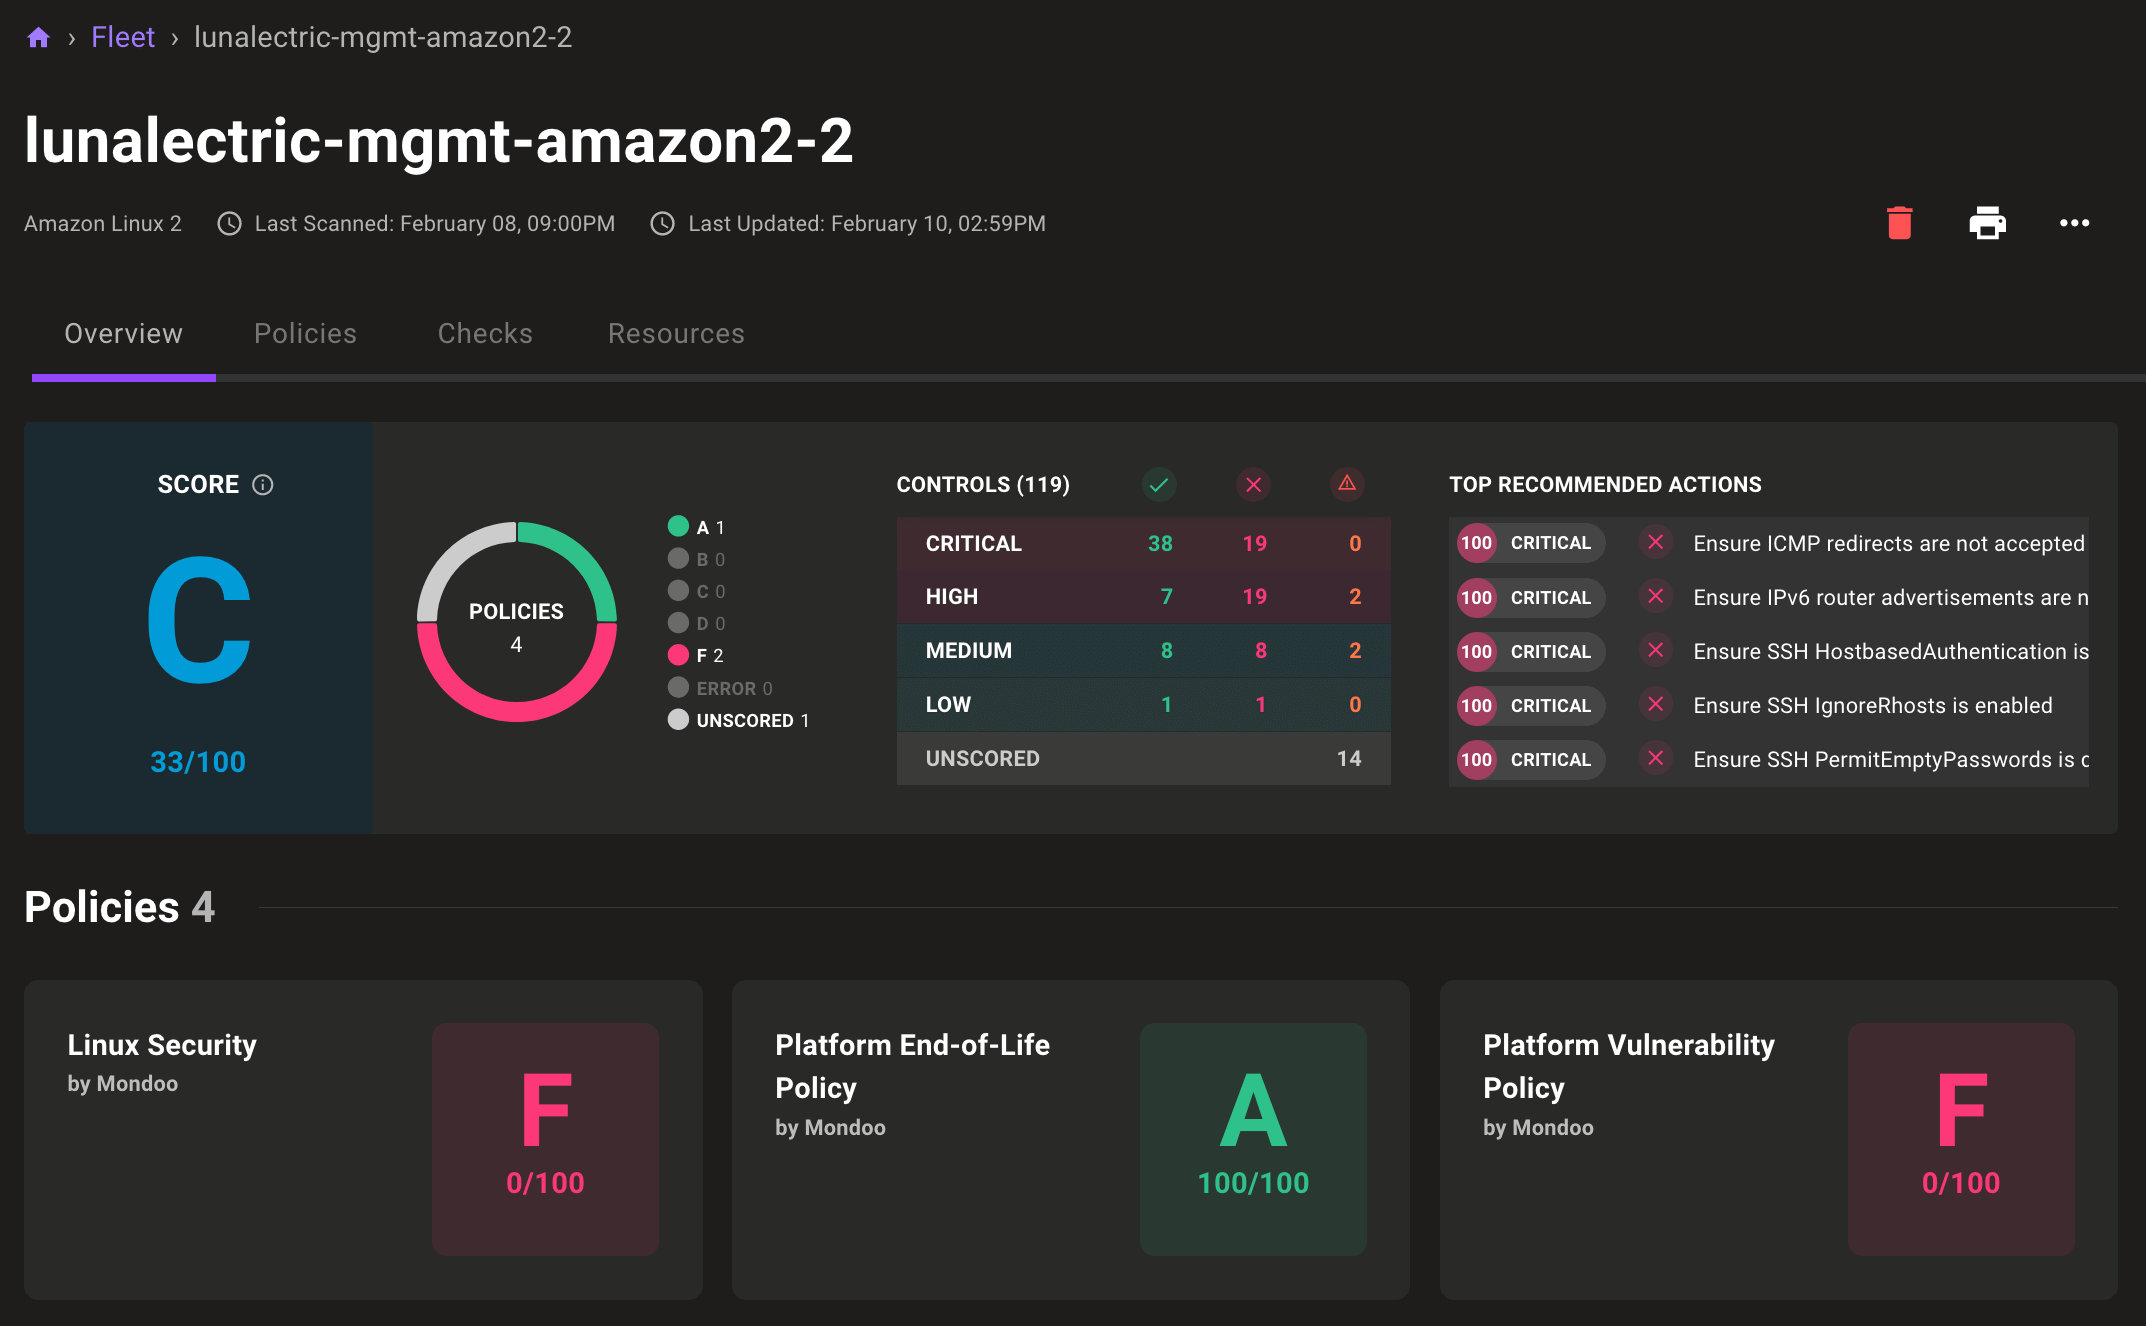 › Fleet › lunalectric-mgmt-amazon2-2
lunalectric-mgmt-amazon2-2
Amazon Linux 2 Last Scanned: February 08, 09:00PM Last Updated: February 10, 02:59PM
Overview Policies Checks Resources
SCORE
C
33/100
POLICIES
4
A 1
B 0
C 0
D 0
F 2
ERROR 0
UNSCORED 1
CONTROLS (119)
CRITICAL 38 19 0
HIGH 7 19 2
MEDIUM 8 8 2
LOW 1 1 0
UNSCORED 14
TOP RECOMMENDED ACTIONS
100 CRITICAL Ensure ICMP redirects are not accepted
100 CRITICAL Ensure IPv6 router advertisements are n
100 CRITICAL Ensure SSH HostbasedAuthentication is
100 CRITICAL Ensure SSH IgnoreRhosts is enabled
100 CRITICAL Ensure SSH PermitEmptyPasswords is
Policies 4
Linux Security
by Mondoo
F
0/100
Platform End-of-Life
Policy
by Mondoo
A
100/100
Platform Vulnerability
Policy
by Mondoo
F
0/100